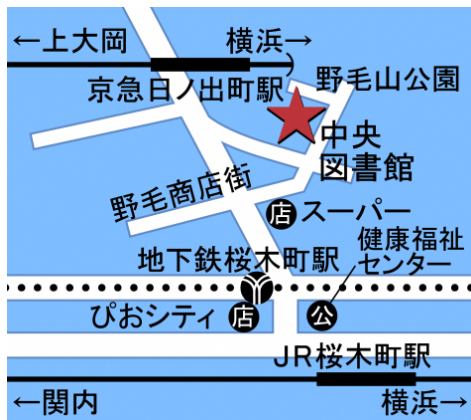 ←上大岡 横浜→
京急日ノ出町駅
野毛山公園
中央
図書館
野毛商店街
店 スーパー
健康福祉
センター
地下鉄桜木町駅
ぴおシティ 店
公
JR桜木町駅
←関内 横浜→